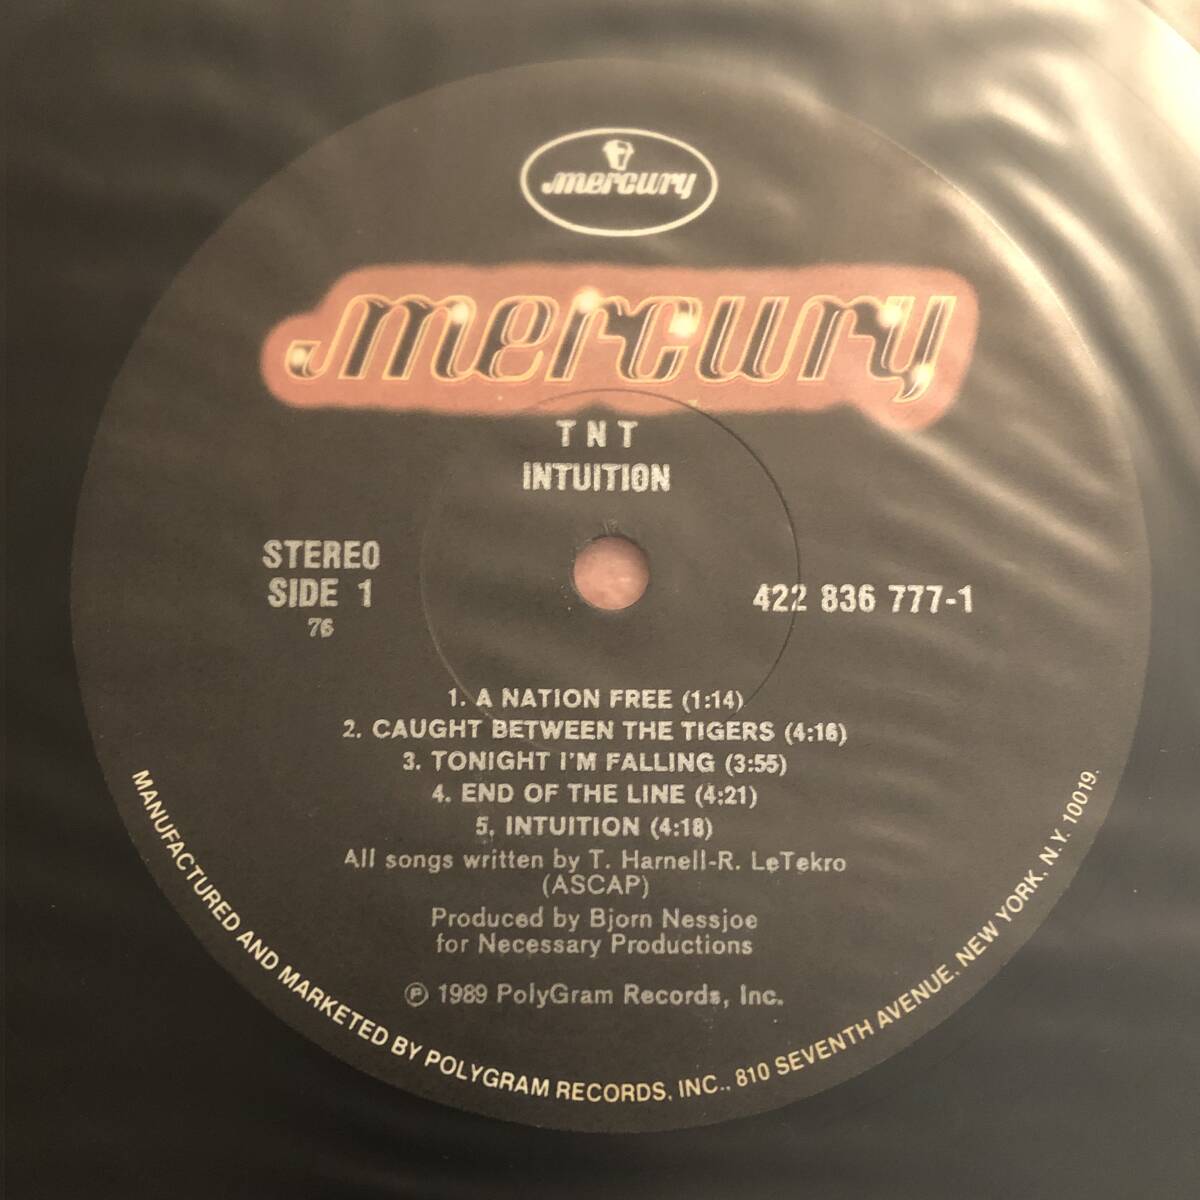 mercury
mercury
T N T
INTUITION
STEREO
SIDE 1
76
422 836 777-1
1. A NATION FREE (1:14)
2. CAUGHT BETWEEN THE TIGERS (4:16)
3. TONIGHT I'M FALLING (3:55)
4. END OF THE LINE (4:21)
5. INTUITION (4:18)
All songs written by T. Harnell-R. LeTekro
(ASCAP)
Produced by Bjorn Nessjoe
for Necessary Productions
℗ 1989 PolyGram Records, Inc.
MANUFACTURED AND MARKETED BY POLYGRAM RECORDS, INC., 810 SEVENTH AVENUE, NEW YORK, N.Y. 10019.